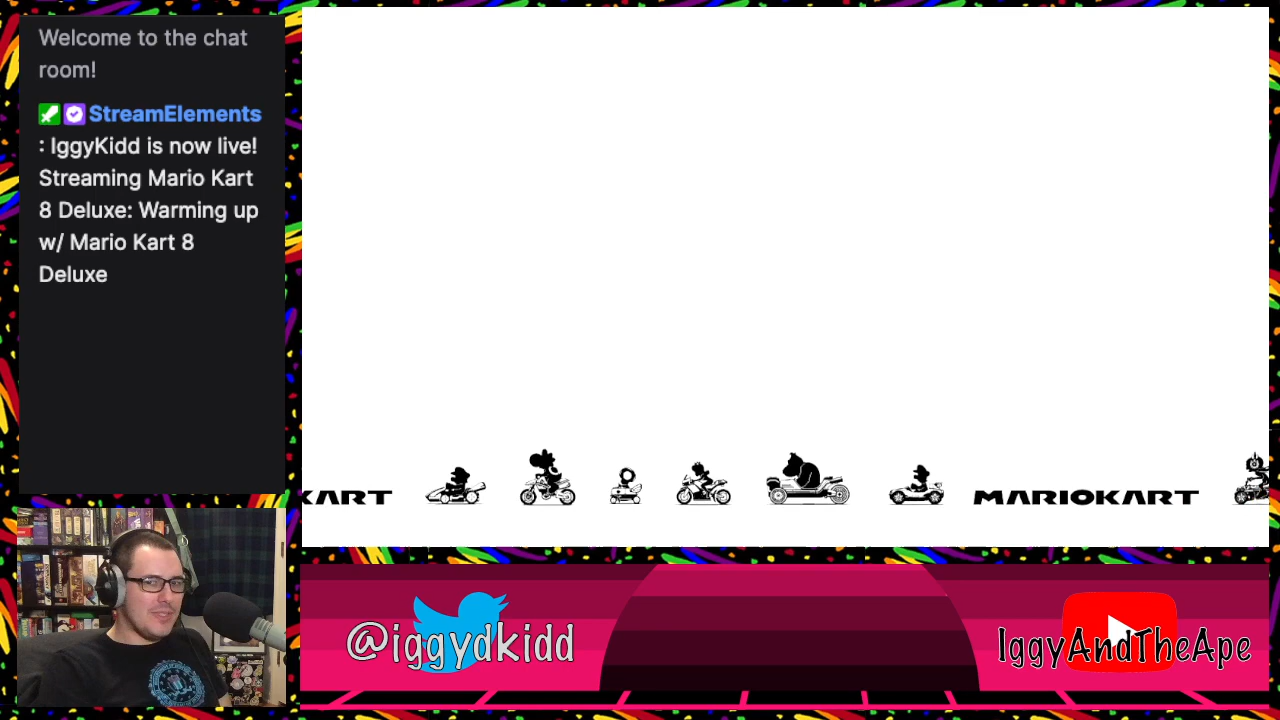 Welcome to the chat
room!
StreamElements
: IggyKidd is now live!
Streaming Mario Kart
8 Deluxe: Warming up
w/ Mario Kart 8
Deluxe
KART
MARIOKART
@iggydkidd
IggyAndTheApe